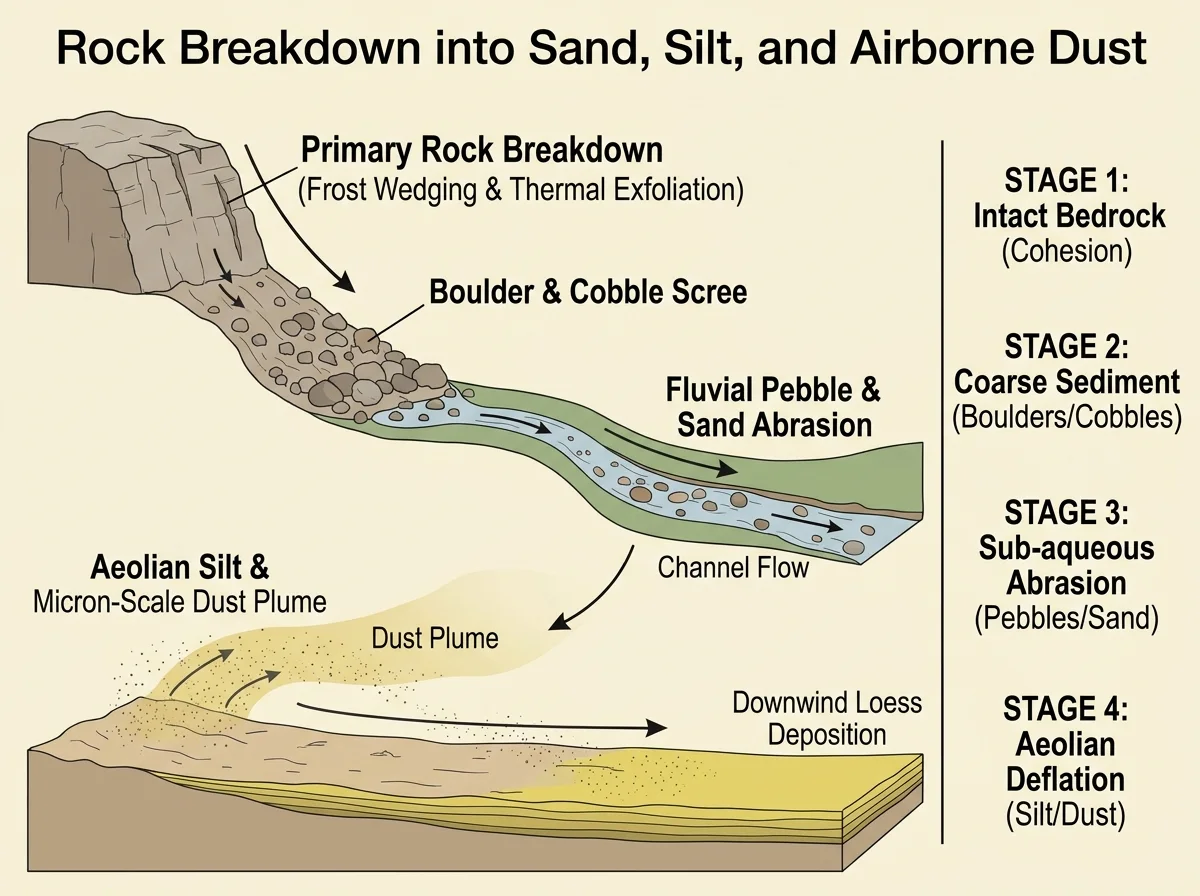 Rock Breakdown into Sand, Silt, and Airborne Dust
Primary Rock Breakdown
(Frost Wedging & Thermal Exfoliation)
Boulder & Cobble Scree
Fluvial Pebble &
Sand Abrasion
Channel Flow
Aeolian Silt &
Micron-Scale Dust Plume
Dust Plume
Downwind Loess
Deposition
STAGE 1:
Intact Bedrock
(Cohesion)
STAGE 2:
Coarse Sediment
(Boulders/Cobbles)
STAGE 3:
Sub-aqueous
Abrasion
(Pebbles/Sand)
STAGE 4:
Aeolian
Deflation
(Silt/Dust)